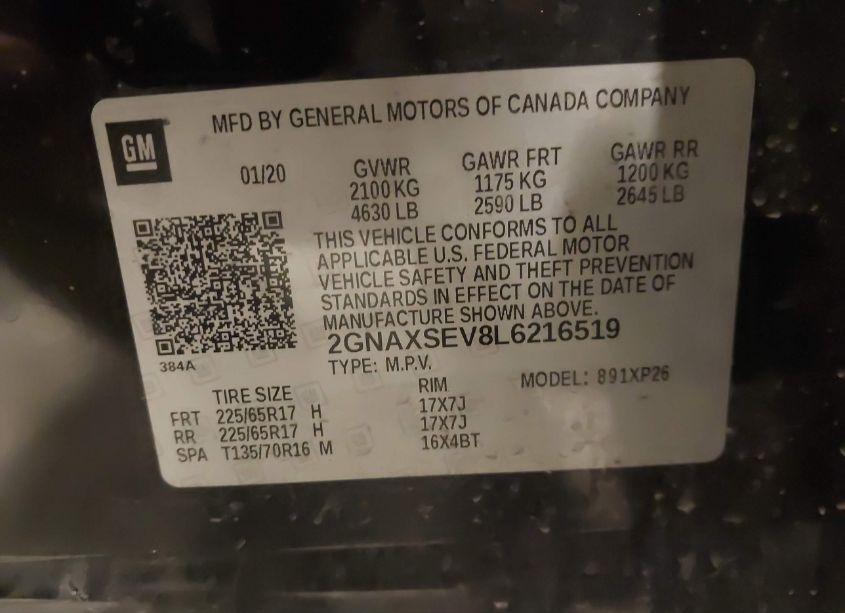 GM
MFD BY GENERAL MOTORS OF CANADA COMPANY
01/20 GVWR GAWR FRT GAWR RR
2100 KG 1175 KG 1200 KG
4630 LB 2590 LB 2645 LB
THIS VEHICLE CONFORMS TO ALL
APPLICABLE U.S. FEDERAL MOTOR
VEHICLE SAFETY AND THEFT PREVENTION
STANDARDS IN EFFECT ON THE DATE OF
MANUFACTURE SHOWN ABOVE.
2GNAXSEV8L6216519
384A
TYPE: M.P.V. MODEL: 891XP26
TIRE SIZE RIM
FRT 225/65R17 H 17X7J
RR 225/65R17 H 17X7J
SPA T135/70R16 M 16X4BT